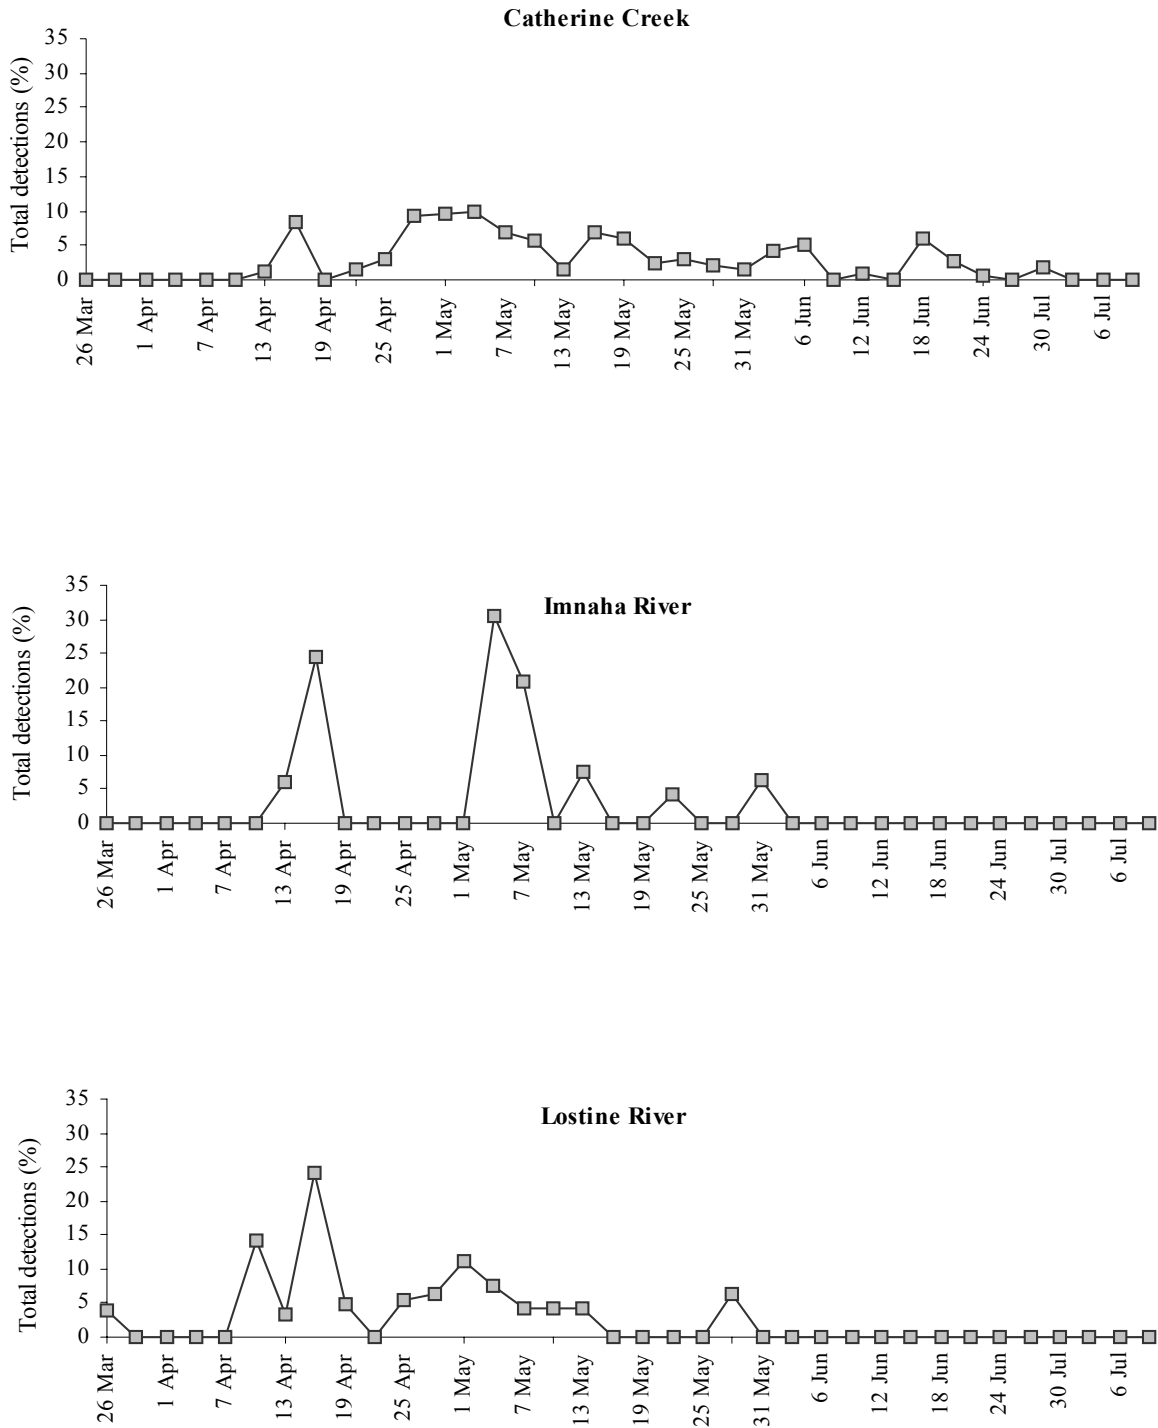 Catherine Creek
Total detections (%)
35
30
25
20
15
10
5
0
26 Mar
1 Apr
7 Apr
13 Apr
19 Apr
25 Apr
1 May
7 May
13 May
19 May
25 May
31 May
6 Jun
12 Jun
18 Jun
24 Jun
30 Jul
6 Jul
Imnaha River
Total detections (%)
35
30
25
20
15
10
5
0
26 Mar
1 Apr
7 Apr
13 Apr
19 Apr
25 Apr
1 May
7 May
13 May
19 May
25 May
31 May
6 Jun
12 Jun
18 Jun
24 Jun
30 Jul
6 Jul
Lostine River
Total detections (%)
35
30
25
20
15
10
5
0
26 Mar
1 Apr
7 Apr
13 Apr
19 Apr
25 Apr
1 May
7 May
13 May
19 May
25 May
31 May
6 Jun
12 Jun
18 Jun
24 Jun
30 Jul
6 Jul